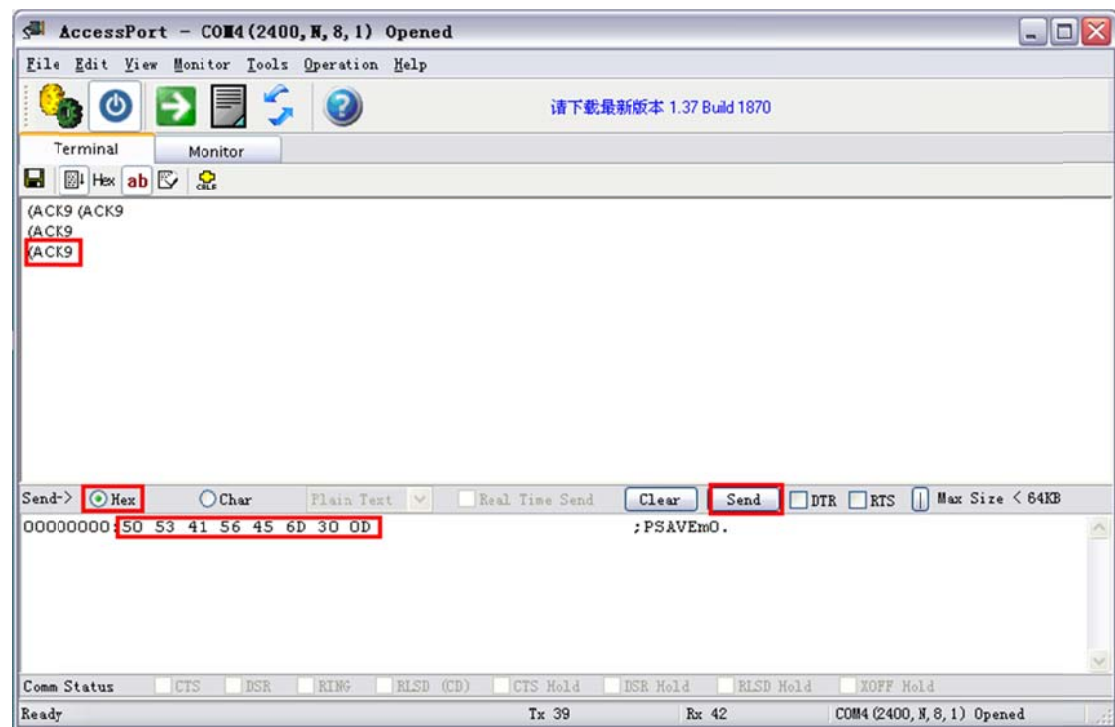 AccessPort - COM4(2400,N,8,1) Opened
File Edit View Monitor Tools Operation Help
请下载最新版本 1.37 Build 1870
Terminal Monitor
Hex ab CRLF
(ACK9 (ACK9
(ACK9
(ACK9
Send-> Hex Char Plain Text Real Time Send Clear Send DTR RTS Max Size < 64KB
00000000:50 53 41 56 45 6D 30 0D ;PSAVEm0.
Comm Status CTS DSR RING RLSD (CD) CTS Hold DSR Hold RLSD Hold XOFF Hold
Ready Tx 39 Rx 42 COM4(2400,N,8,1) Opened